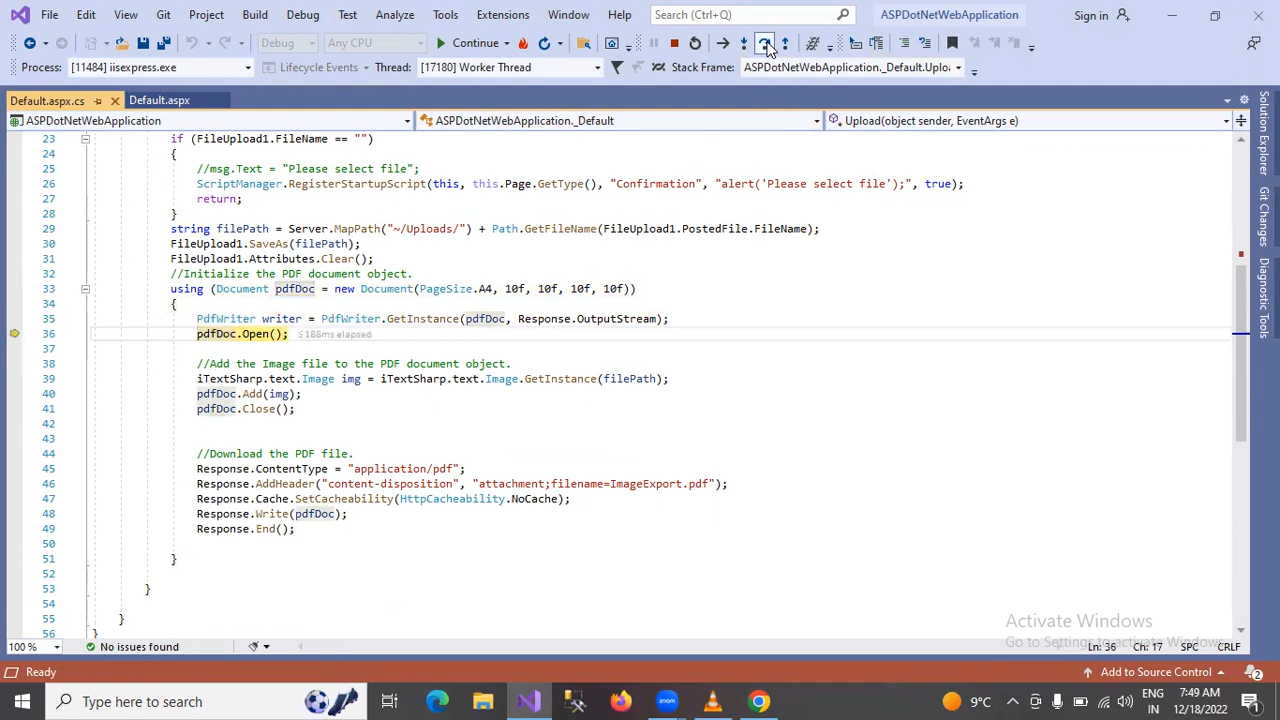 File Edit View Git Project Build Debug Test Analyze Tools Extensions Window Help Search (Ctrl+Q) ASPDotNetWebApplication Sign in
Debug Any CPU Continue
Process: [11484] iisexpress.exe Lifecycle Events Thread: [17180] Worker Thread Stack Frame: ASPDotNetWebApplication._Default.Uploa
Default.aspx.cs Default.aspx
ASPDotNetWebApplication ASPDotNetWebApplication._Default Upload(object sender, EventArgs e)
23 if (FileUpload1.FileName == "")
24 {
25 //msg.Text = "Please select file";
26 ScriptManager.RegisterStartupScript(this, this.Page.GetType(), "Confirmation", "alert('Please select file');", true);
27 return;
28 }
29 string filePath = Server.MapPath("~/Uploads/") + Path.GetFileName(FileUpload1.PostedFile.FileName);
30 FileUpload1.SaveAs(filePath);
31 FileUpload1.Attributes.Clear();
32 //Initialize the PDF document object.
33 using (Document pdfDoc = new Document(PageSize.A4, 10f, 10f, 10f, 10f))
34 {
35 PdfWriter writer = PdfWriter.GetInstance(pdfDoc, Response.OutputStream);
36 pdfDoc.Open(); ≤188ms elapsed
37
38 //Add the Image file to the PDF document object.
39 iTextSharp.text.Image img = iTextSharp.text.Image.GetInstance(filePath);
40 pdfDoc.Add(img);
41 pdfDoc.Close();
42
43
44 //Download the PDF file.
45 Response.ContentType = "application/pdf";
46 Response.AddHeader("content-disposition", "attachment;filename=ImageExport.pdf");
47 Response.Cache.SetCacheability(HttpCacheability.NoCache);
48 Response.Write(pdfDoc);
49 Response.End();
50
51 }
52
53 }
54
55 }
56 }
Solution Explorer
Git Changes
Diagnostic Tools
Activate Windows
Go to Settings to activate Windows.
100 % No issues found Ln: 36 Ch: 17 SPC CRLF
Ready Add to Source Control 2
Type here to search 9°C ENG IN 7:49 AM 12/18/2022 1